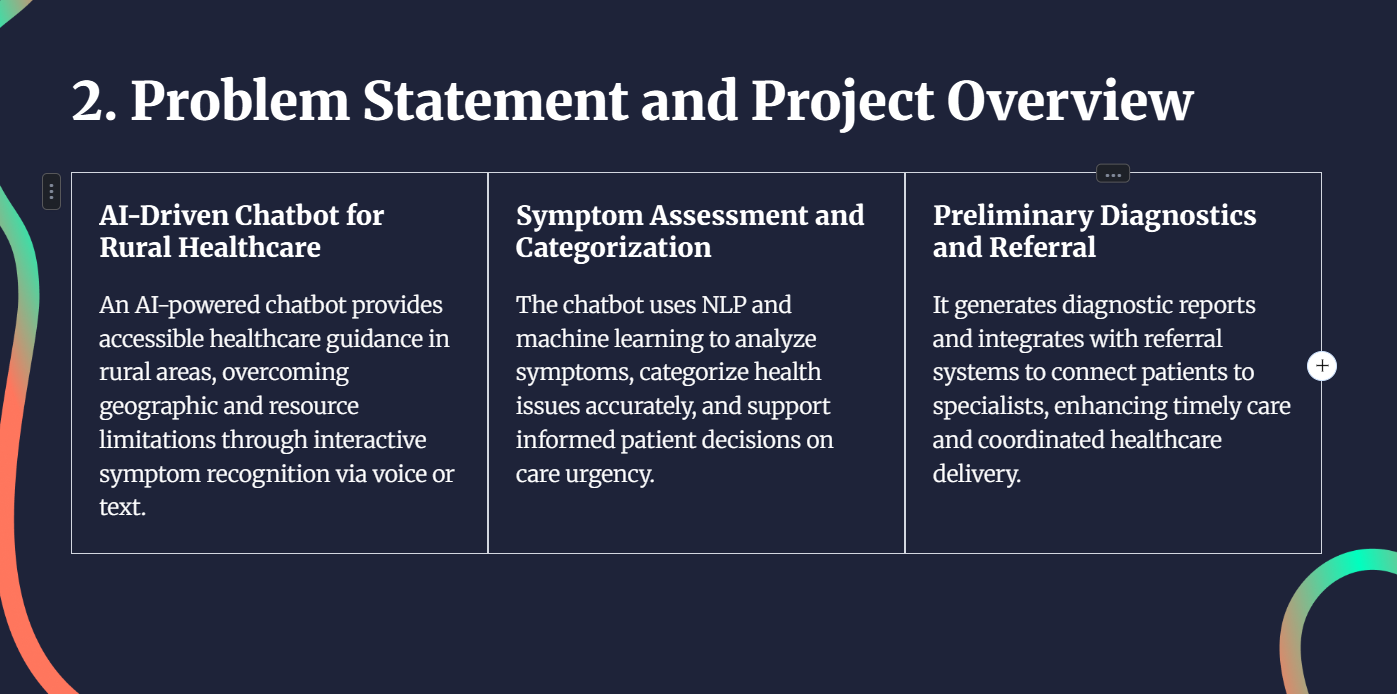 2. Problem Statement and Project Overview
AI-Driven Chatbot for
Rural Healthcare
An AI-powered chatbot provides
accessible healthcare guidance in
rural areas, overcoming
geographic and resource
limitations through interactive
symptom recognition via voice or
text.
Symptom Assessment and
Categorization
The chatbot uses NLP and
machine learning to analyze
symptoms, categorize health
issues accurately, and support
informed patient decisions on
care urgency.
Preliminary Diagnostics
and Referral
It generates diagnostic reports
and integrates with referral
systems to connect patients to
specialists, enhancing timely care
and coordinated healthcare
delivery.